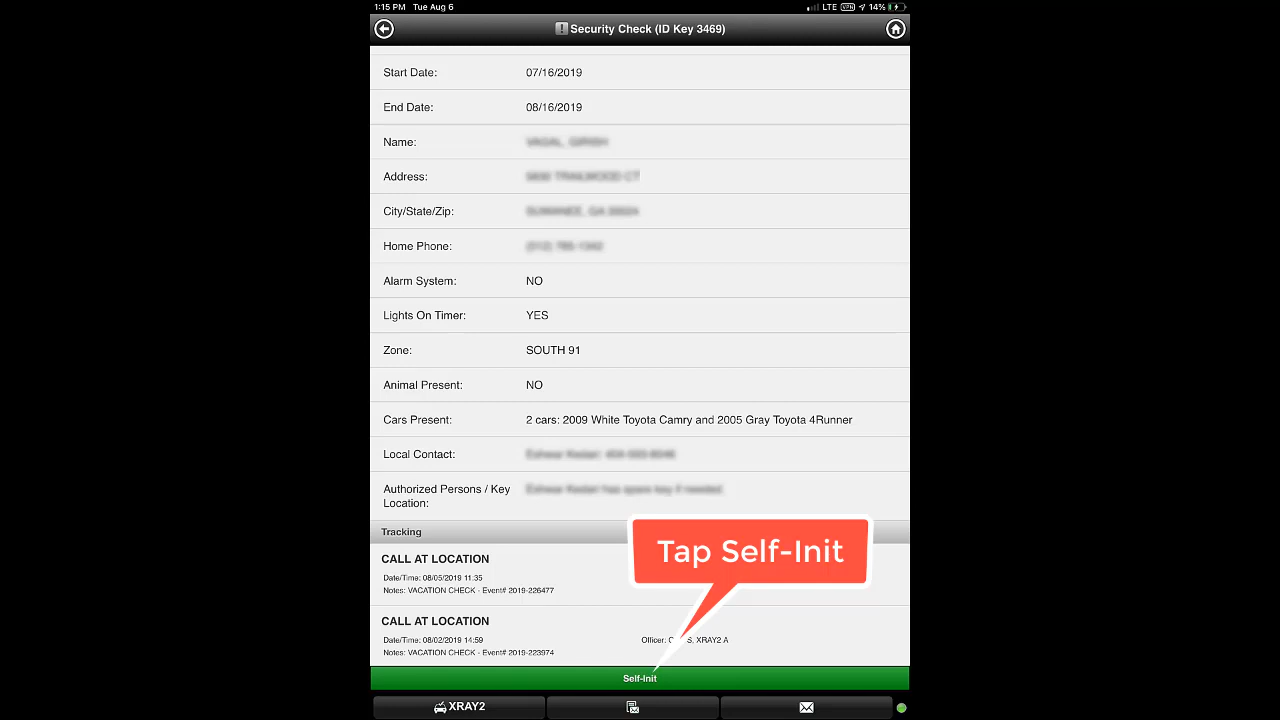 1:15 PM Tue Aug 6 LTE VPN 14%
Security Check (ID Key 3469)
Start Date: 07/16/2019
End Date: 08/16/2019
Name:
Address:
City/State/Zip:
Home Phone:
Alarm System: NO
Lights On Timer: YES
Zone: SOUTH 91
Animal Present: NO
Cars Present: 2 cars: 2009 White Toyota Camry and 2005 Gray Toyota 4Runner
Local Contact:
Authorized Persons / Key
Location:
Tracking
Tap Self-Init
CALL AT LOCATION
Date/Time: 08/05/2019 11:35
Notes: VACATION CHECK - Event# 2019-226477
CALL AT LOCATION
Date/Time: 08/02/2019 14:59 Officer: XRAY2 A
Notes: VACATION CHECK - Event# 2019-223974
Self-Init
XRAY2